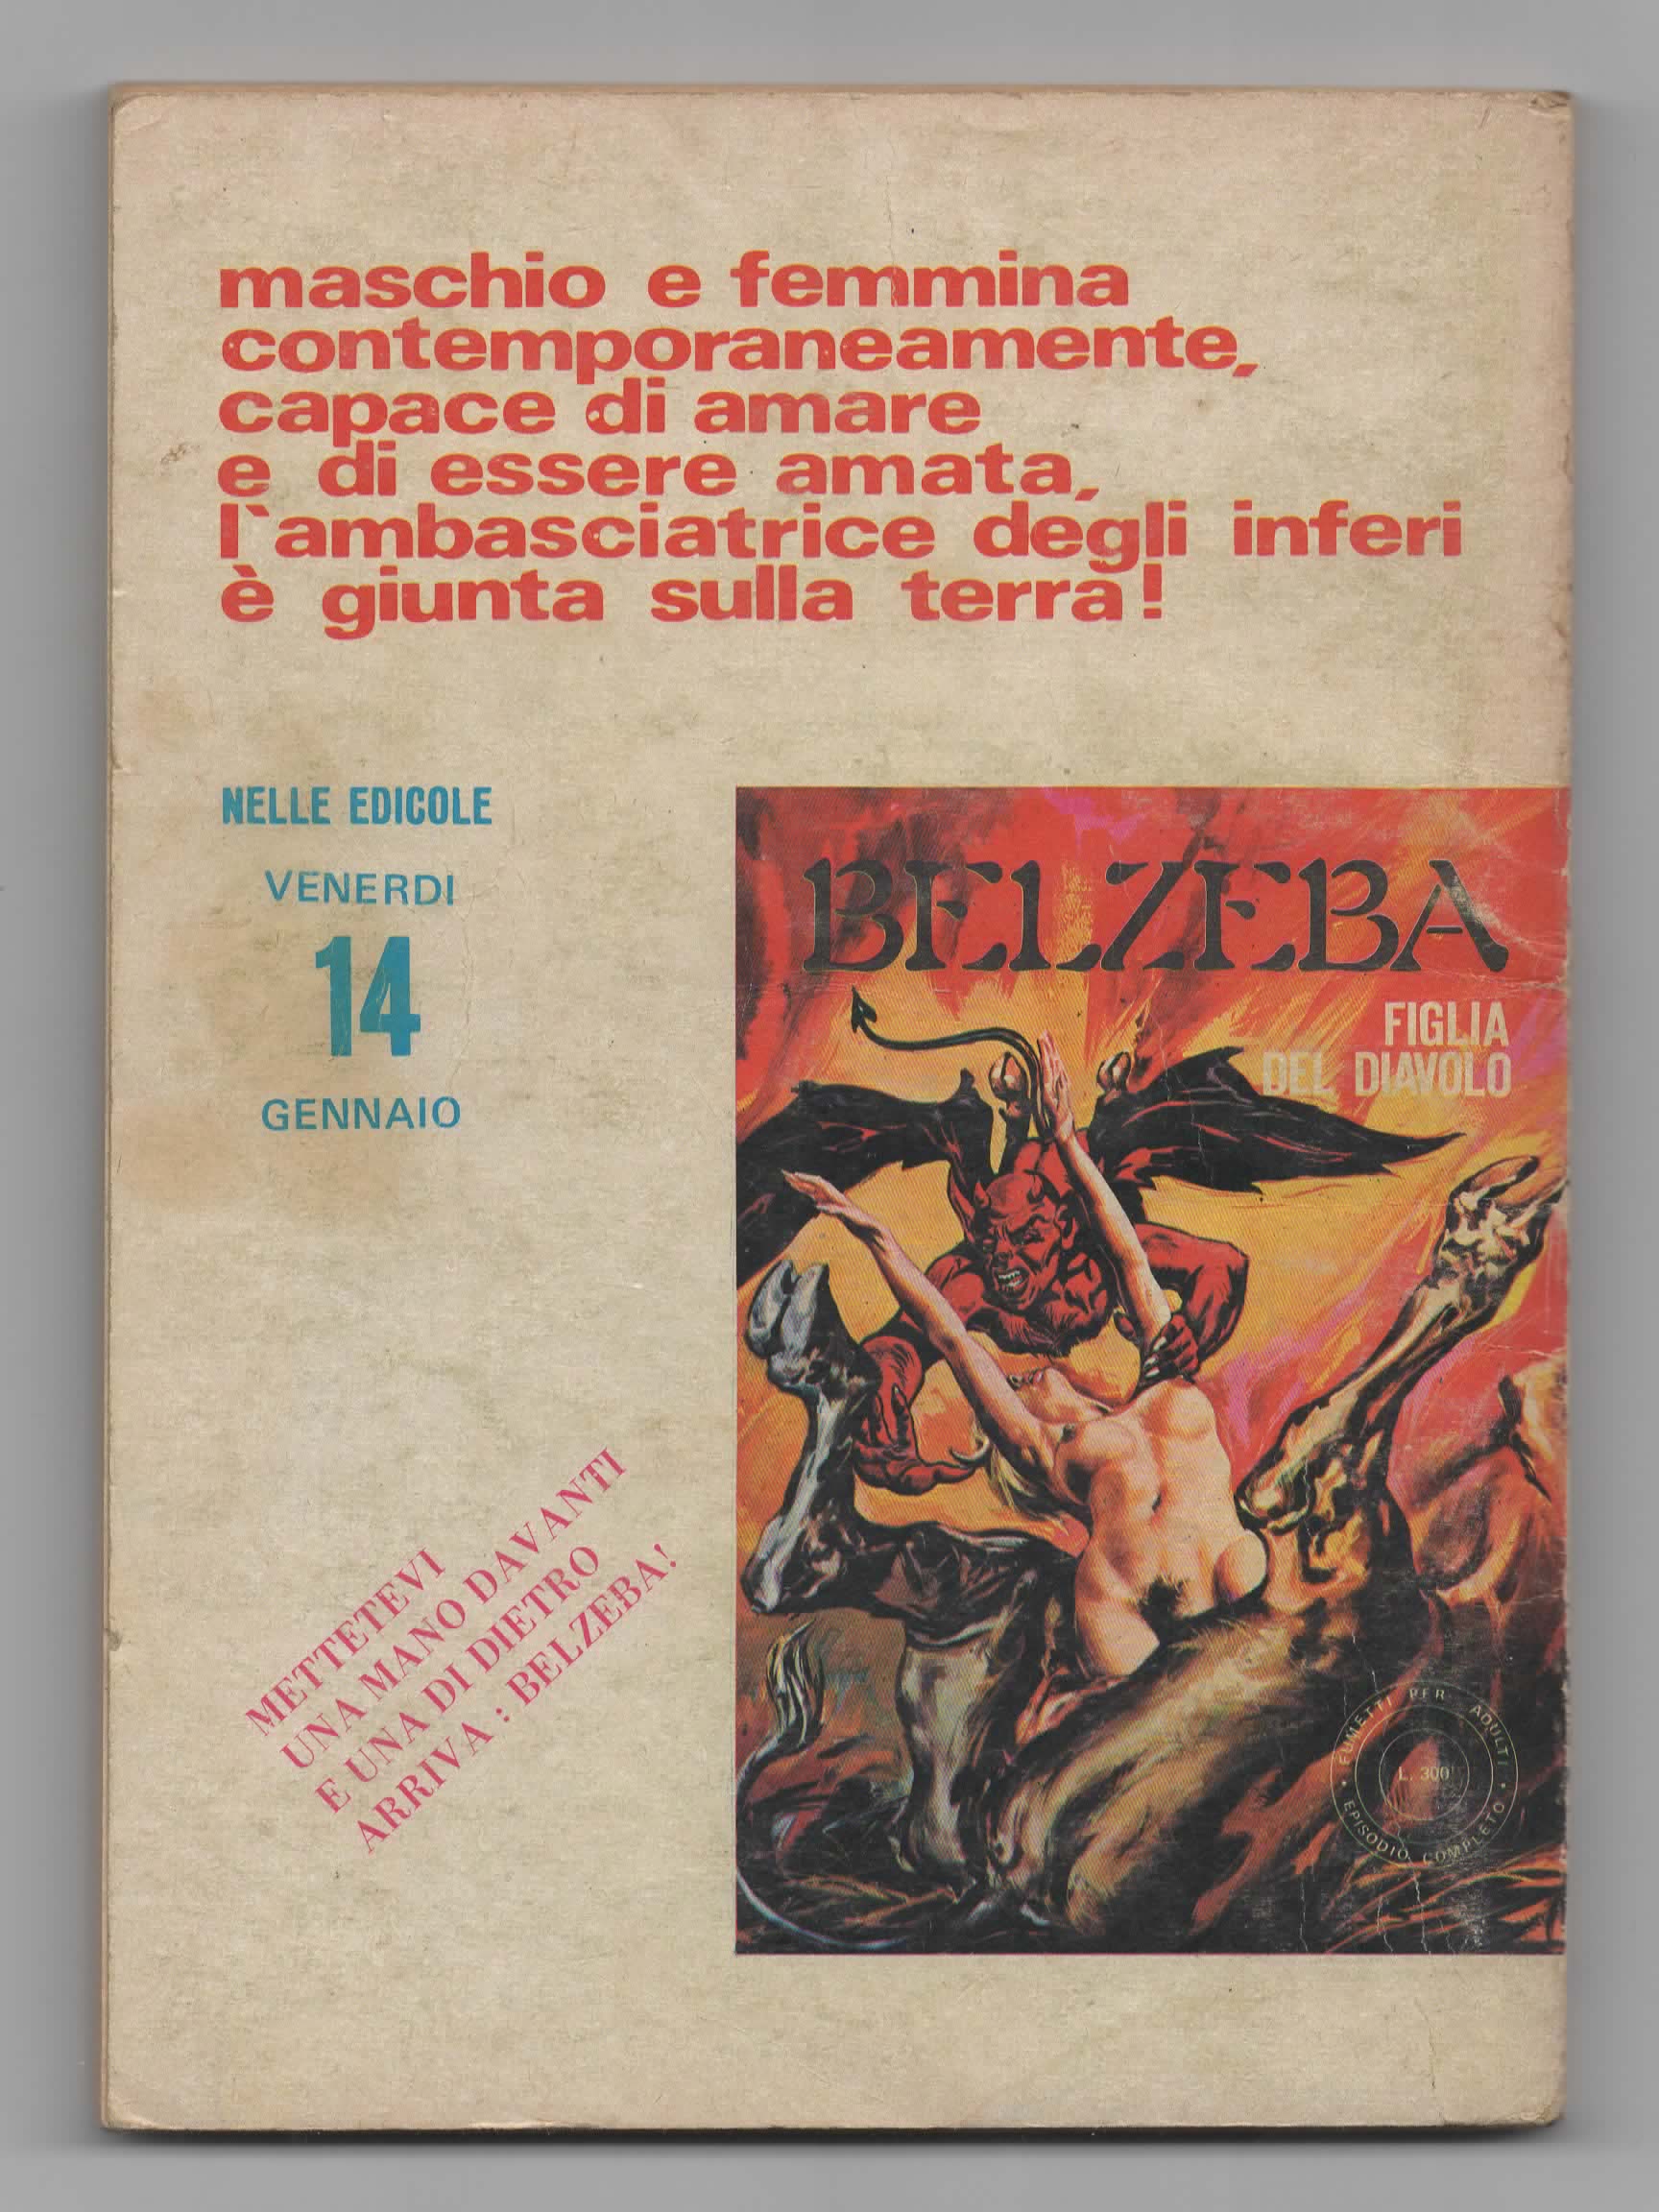 maschio e femmina
contemporaneamente,
capace di amare
e di essere amata,
l`ambasciatrice degli inferi
è giunta sulla terra!
NELLE EDICOLE
VENERDI
14
GENNAIO
METTETEVI
UNA MANO DAVANTI
E UNA DI DIETRO
ARRIVA : BELZEBA!
BELZEBA
FIGLIA
DEL DIAVOLO
• FUMETTI PER ADULTI • EPISODIO COMPLETO
L. 300